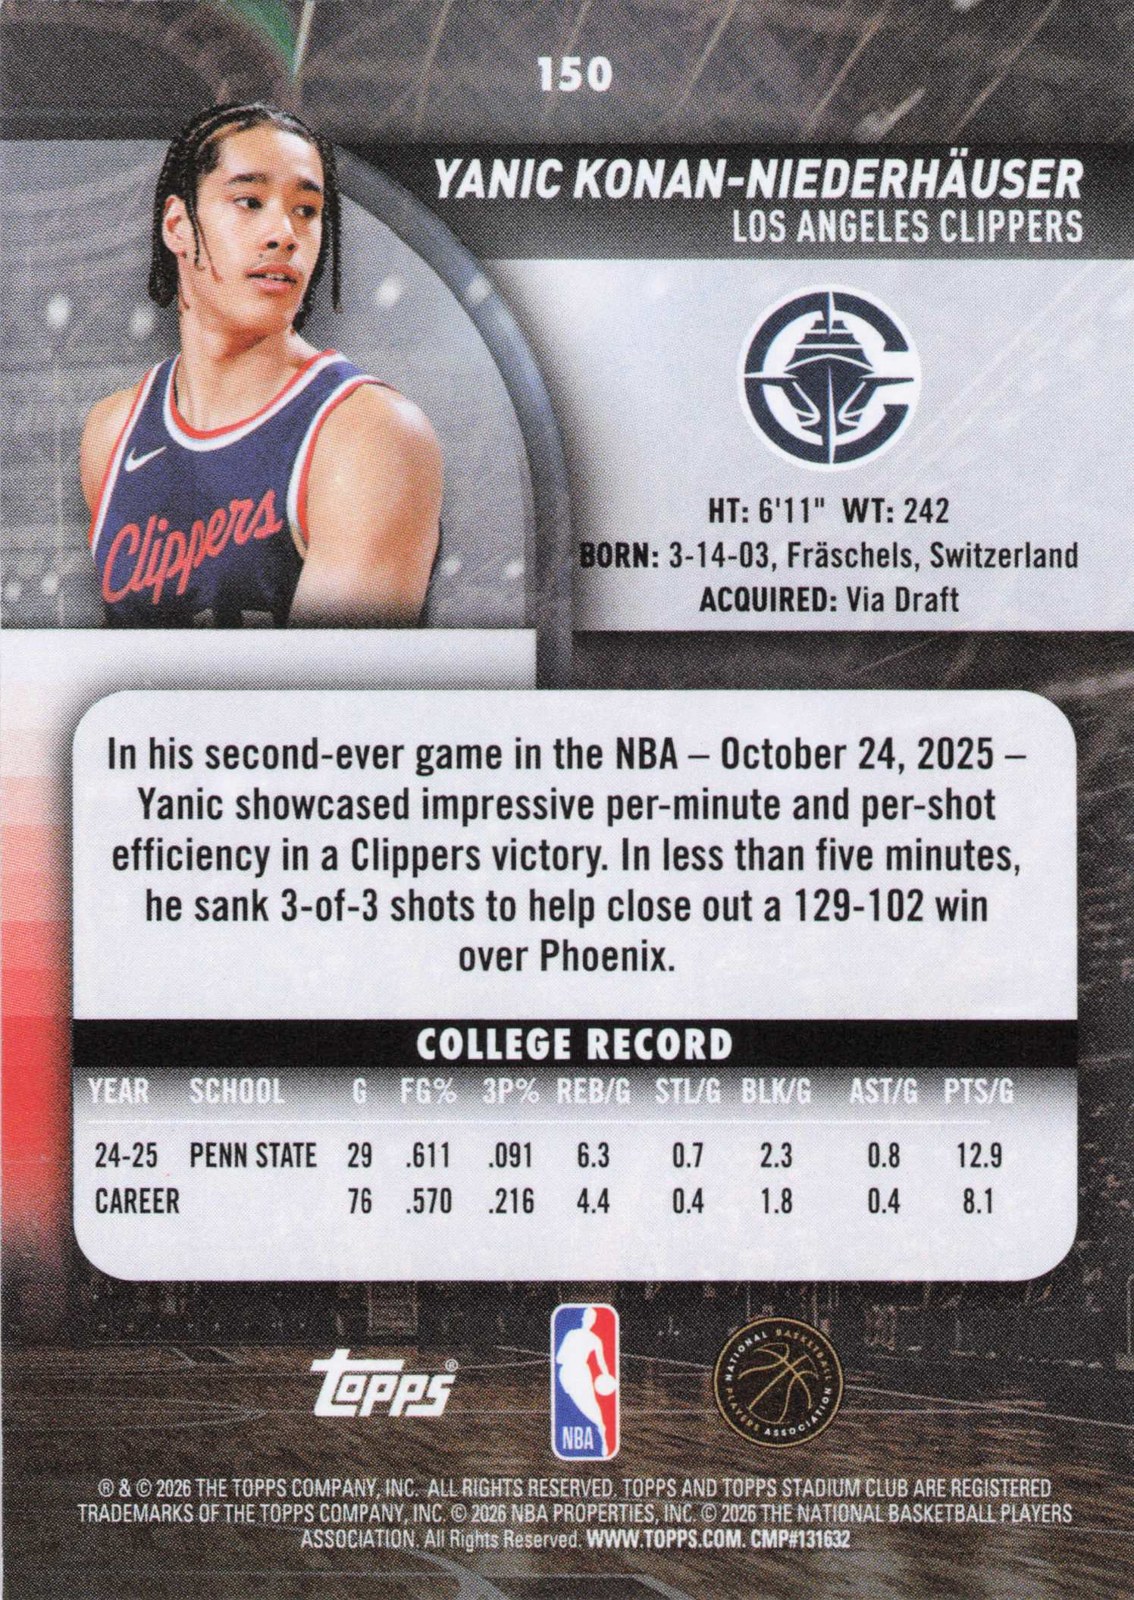 150
YANIC KONAN-NIEDERHÄUSER
LOS ANGELES CLIPPERS
Clippers
HT: 6'11" WT: 242
BORN: 3-14-03, Fräschels, Switzerland
ACQUIRED: Via Draft
In his second-ever game in the NBA – October 24, 2025 –
Yanic showcased impressive per-minute and per-shot
efficiency in a Clippers victory. In less than five minutes,
he sank 3-of-3 shots to help close out a 129-102 win
over Phoenix.
COLLEGE RECORD
YEAR SCHOOL G FG% 3P% REB/G STL/G BLK/G AST/G PTS/G
24-25 PENN STATE 29 .611 .091 6.3 0.7 2.3 0.8 12.9
CAREER 76 .570 .216 4.4 0.4 1.8 0.4 8.1
topps®
NBA
NATIONAL BASKETBALL PLAYERS ASSOCIATION
® & © 2026 THE TOPPS COMPANY, INC. ALL RIGHTS RESERVED. TOPPS AND TOPPS STADIUM CLUB ARE REGISTERED
TRADEMARKS OF THE TOPPS COMPANY, INC. © 2026 NBA PROPERTIES, INC. © 2026 THE NATIONAL BASKETBALL PLAYERS
ASSOCIATION. All Rights Reserved. WWW.TOPPS.COM. CMP#131632